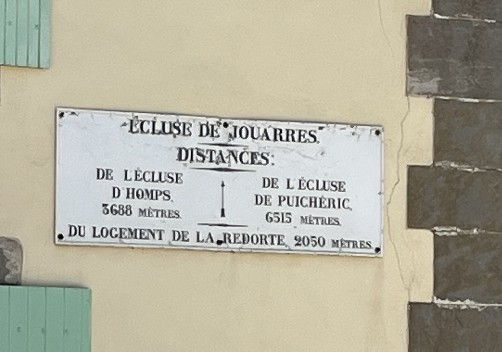 ÉCLUSE DE JOUARRES.
DISTANCES:
DE L'ÉCLUSE
D'HOMPS,
3688 MÈTRES.
DE L'ÉCLUSE
DE PUICHÉRIC,
6515 MÈTRES.
DU LOGEMENT DE LA REDORTE, 2050 MÈTRES.